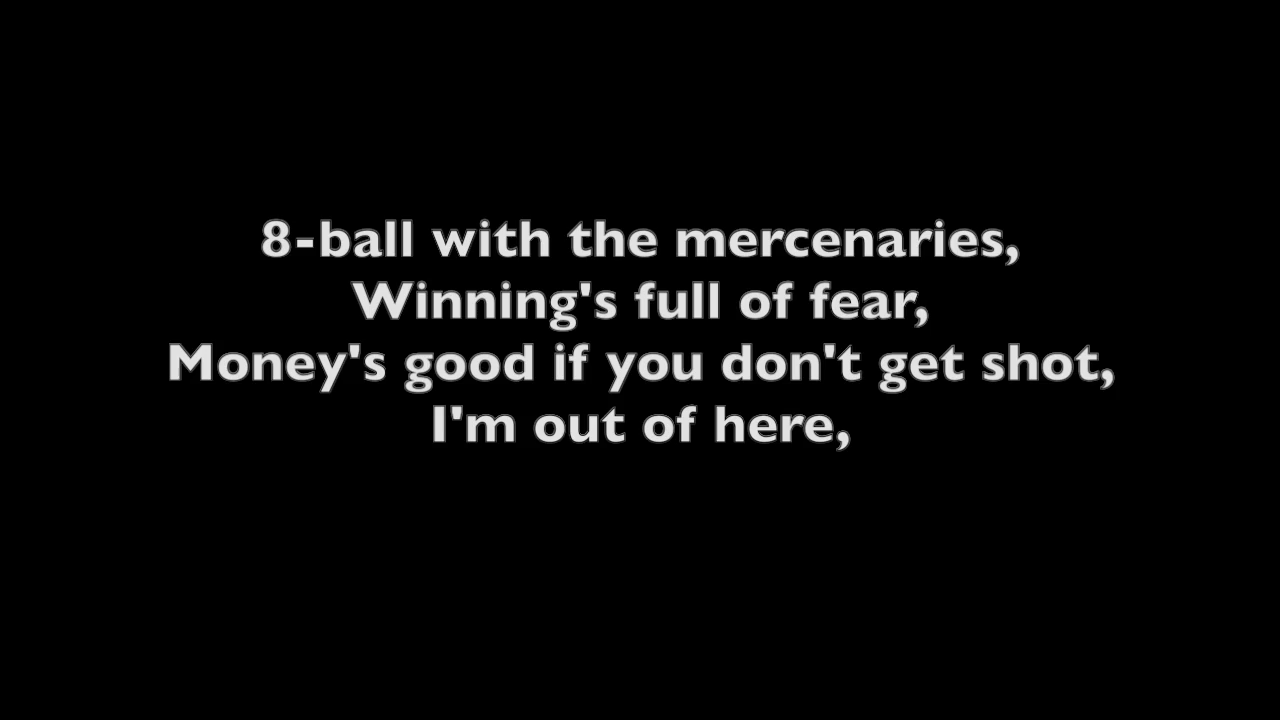 8-ball with the mercenaries,
Winning's full of fear,
Money's good if you don't get shot,
I'm out of here,